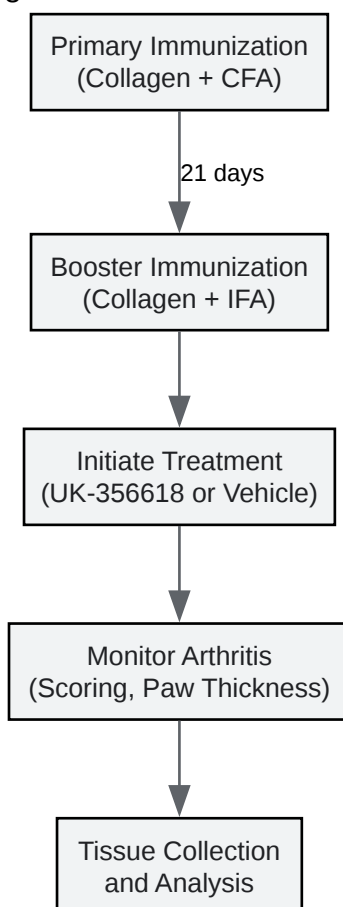 Primary Immunization
(Collagen + CFA)
21 days
Booster Immunization
(Collagen + IFA)
Initiate Treatment
(UK-356618 or Vehicle)
Monitor Arthritis
(Scoring, Paw Thickness)
Tissue Collection
and Analysis